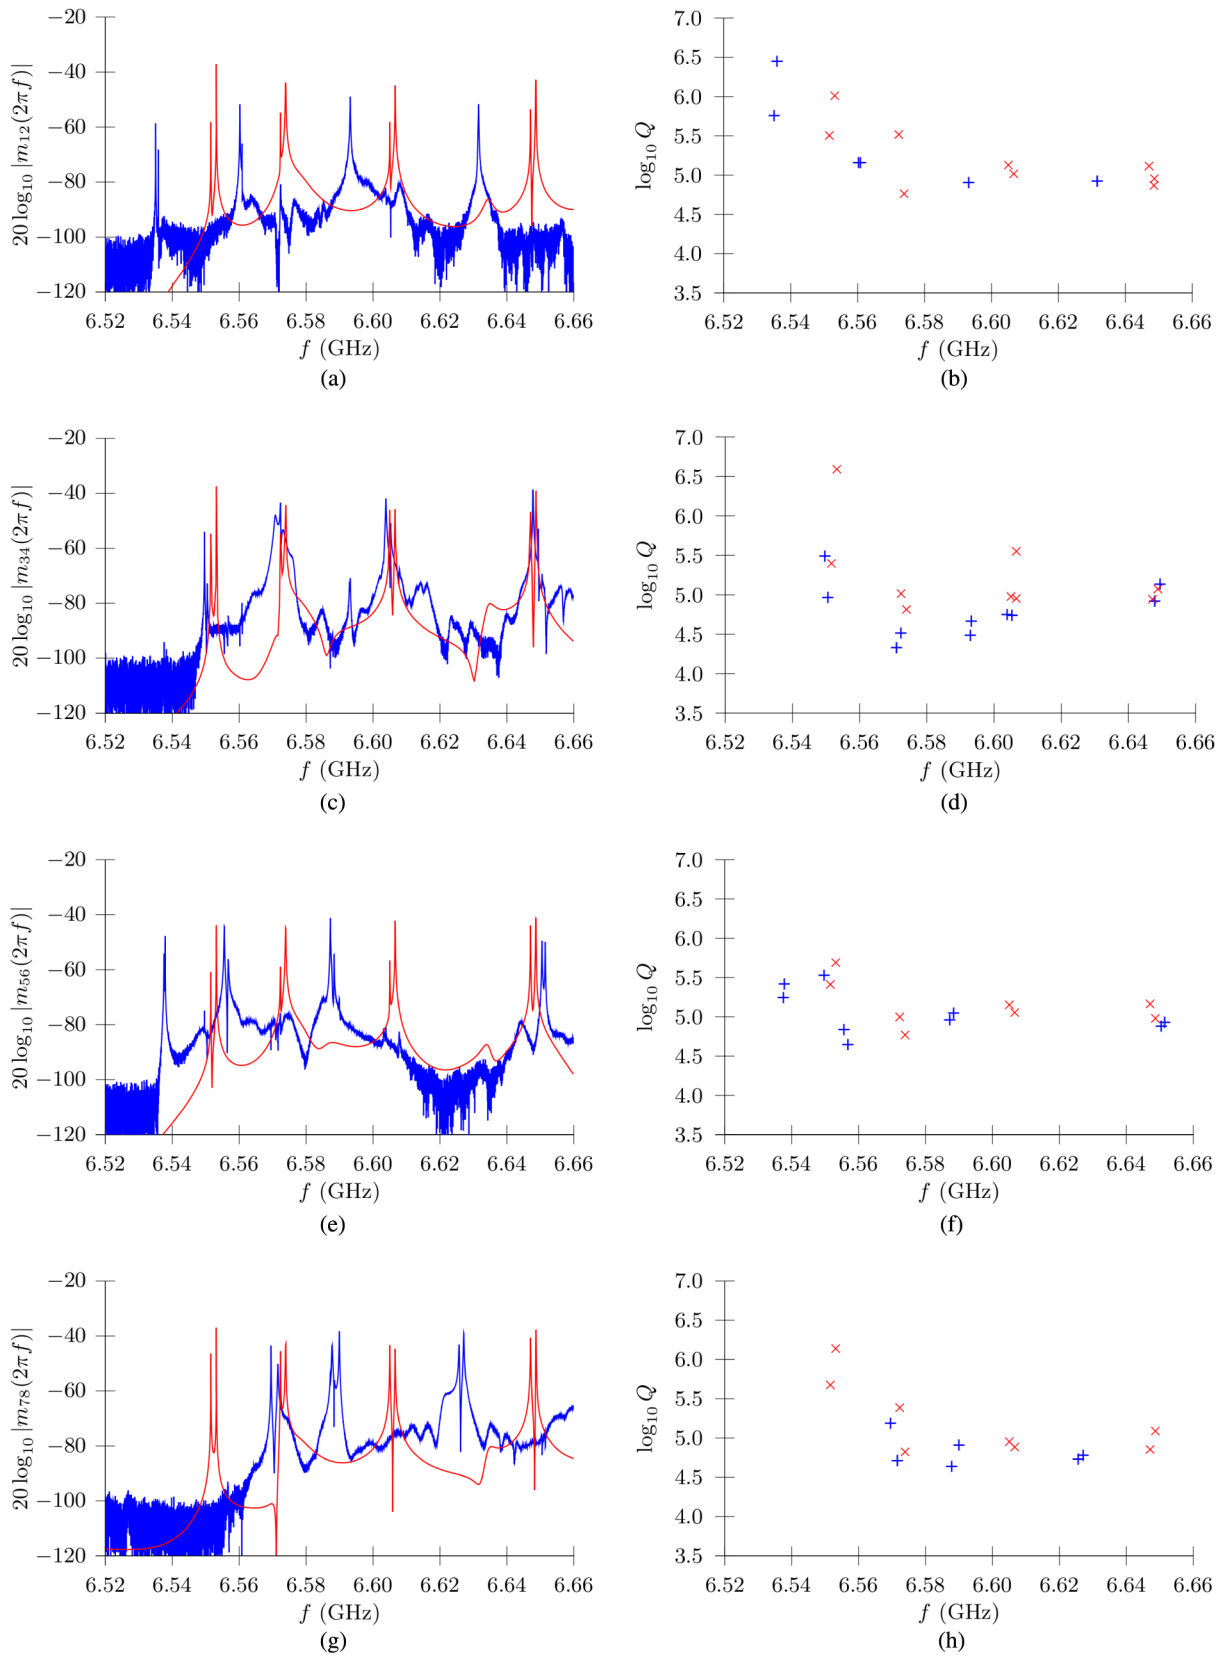 −20
−40
−60
−80
−100
−120
20 log₁₀ |m₁₂(2πf)|
6.52 6.54 6.56 6.58 6.60 6.62 6.64 6.66
f (GHz)
(a)
7.0
6.5
6.0
5.5
5.0
4.5
4.0
3.5
log₁₀ Q
6.52 6.54 6.56 6.58 6.60 6.62 6.64 6.66
f (GHz)
(b)
−20
−40
−60
−80
−100
−120
20 log₁₀ |m₃₄(2πf)|
6.52 6.54 6.56 6.58 6.60 6.62 6.64 6.66
f (GHz)
(c)
7.0
6.5
6.0
5.5
5.0
4.5
4.0
3.5
log₁₀ Q
6.52 6.54 6.56 6.58 6.60 6.62 6.64 6.66
f (GHz)
(d)
−20
−40
−60
−80
−100
−120
20 log₁₀ |m₅₆(2πf)|
6.52 6.54 6.56 6.58 6.60 6.62 6.64 6.66
f (GHz)
(e)
7.0
6.5
6.0
5.5
5.0
4.5
4.0
3.5
log₁₀ Q
6.52 6.54 6.56 6.58 6.60 6.62 6.64 6.66
f (GHz)
(f)
−20
−40
−60
−80
−100
−120
20 log₁₀ |m₇₈(2πf)|
6.52 6.54 6.56 6.58 6.60 6.62 6.64 6.66
f (GHz)
(g)
7.0
6.5
6.0
5.5
5.0
4.5
4.0
3.5
log₁₀ Q
6.52 6.54 6.56 6.58 6.60 6.62 6.64 6.66
f (GHz)
(h)